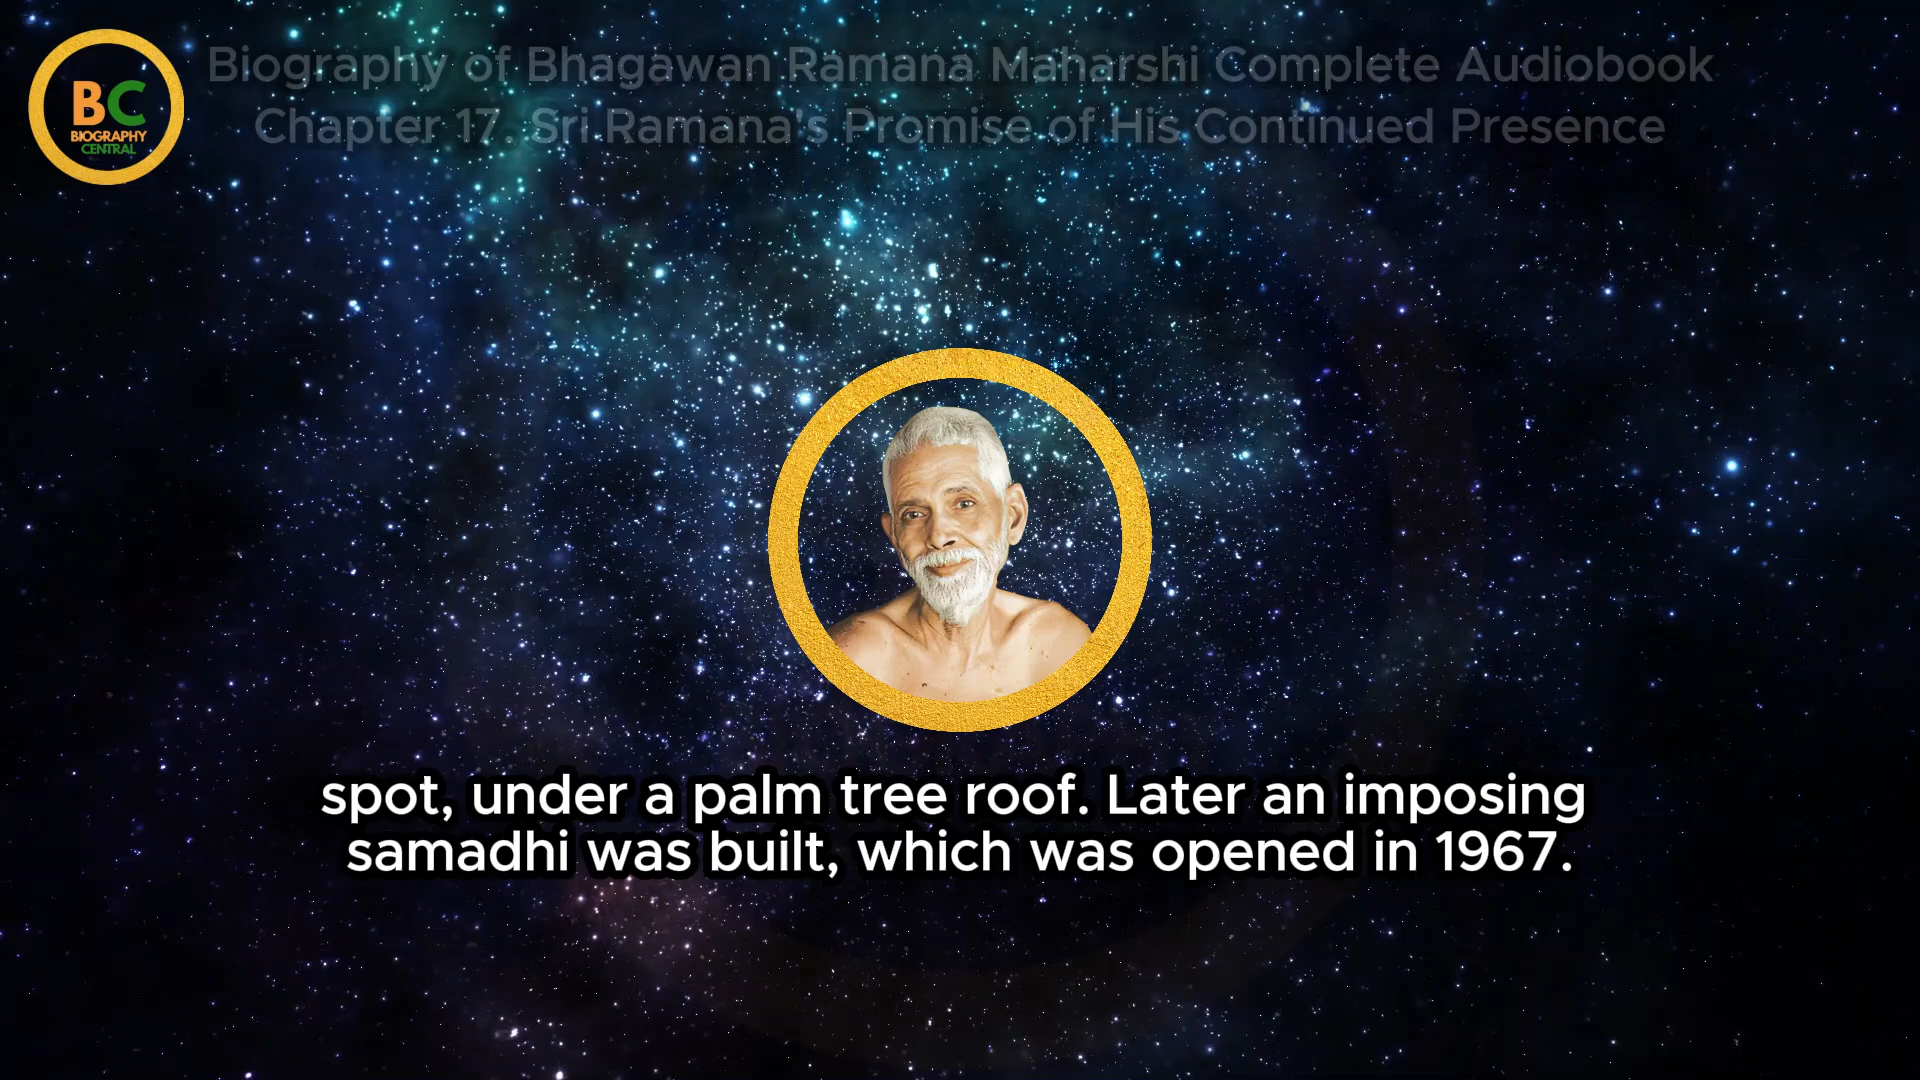 BC
BIOGRAPHY
CENTRAL
Biography of Bhagawan Ramana Maharshi Complete Audiobook
Chapter 17. Sri Ramana's Promise of His Continued Presence
spot, under a palm tree roof. Later an imposing
samadhi was built, which was opened in 1967.